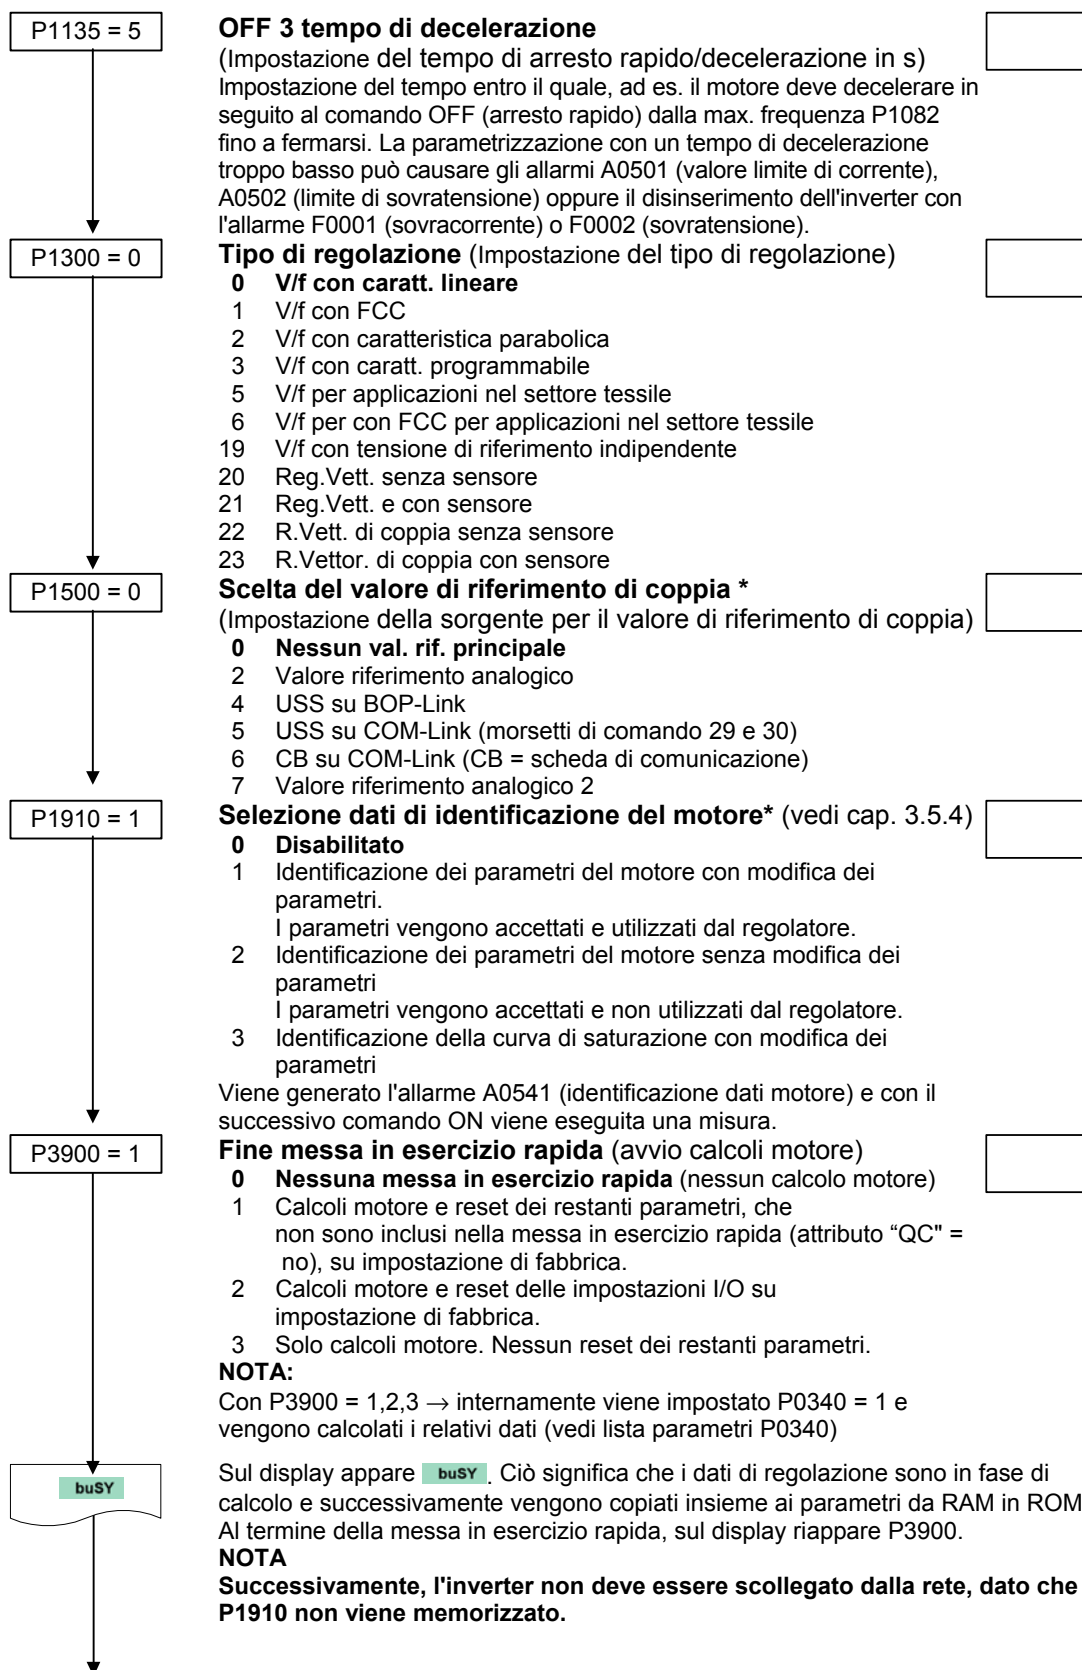 P1135 = 5
OFF 3 tempo di decelerazione
(Impostazione del tempo di arresto rapido/decelerazione in s)
Impostazione del tempo entro il quale, ad es. il motore deve decelerare in
seguito al comando OFF (arresto rapido) dalla max. frequenza P1082
fino a fermarsi. La parametrizzazione con un tempo di decelerazione
troppo basso può causare gli allarmi A0501 (valore limite di corrente),
A0502 (limite di sovratensione) oppure il disinserimento dell'inverter con
l'allarme F0001 (sovracorrente) o F0002 (sovratensione).
P1300 = 0
Tipo di regolazione (Impostazione del tipo di regolazione)
0 V/f con caratt. lineare
1 V/f con FCC
2 V/f con caratteristica parabolica
3 V/f con caratt. programmabile
5 V/f per applicazioni nel settore tessile
6 V/f per con FCC per applicazioni nel settore tessile
19 V/f con tensione di riferimento indipendente
20 Reg.Vett. senza sensore
21 Reg.Vett. e con sensore
22 R.Vett. di coppia senza sensore
23 R.Vettor. di coppia con sensore
P1500 = 0
Scelta del valore di riferimento di coppia *
(Impostazione della sorgente per il valore di riferimento di coppia)
0 Nessun val. rif. principale
2 Valore riferimento analogico
4 USS su BOP-Link
5 USS su COM-Link (morsetti di comando 29 e 30)
6 CB su COM-Link (CB = scheda di comunicazione)
7 Valore riferimento analogico 2
P1910 = 1
Selezione dati di identificazione del motore* (vedi cap. 3.5.4)
0 Disabilitato
1 Identificazione dei parametri del motore con modifica dei
parametri.
I parametri vengono accettati e utilizzati dal regolatore.
2 Identificazione dei parametri del motore senza modifica dei
parametri
I parametri vengono accettati e non utilizzati dal regolatore.
3 Identificazione della curva di saturazione con modifica dei
parametri
Viene generato l'allarme A0541 (identificazione dati motore) e con il
successivo comando ON viene eseguita una misura.
P3900 = 1
Fine messa in esercizio rapida (avvio calcoli motore)
0 Nessuna messa in esercizio rapida (nessun calcolo motore)
1 Calcoli motore e reset dei restanti parametri, che
non sono inclusi nella messa in esercizio rapida (attributo “QC" =
no), su impostazione di fabbrica.
2 Calcoli motore e reset delle impostazioni I/O su
impostazione di fabbrica.
3 Solo calcoli motore. Nessun reset dei restanti parametri.
NOTA:
Con P3900 = 1,2,3 → internamente viene impostato P0340 = 1 e
vengono calcolati i relativi dati (vedi lista parametri P0340)
buSY
Sul display appare buSY. Ciò significa che i dati di regolazione sono in fase di
calcolo e successivamente vengono copiati insieme ai parametri da RAM in ROM
Al termine della messa in esercizio rapida, sul display riappare P3900.
NOTA
Successivamente, l'inverter non deve essere scollegato dalla rete, dato che
P1910 non viene memorizzato.